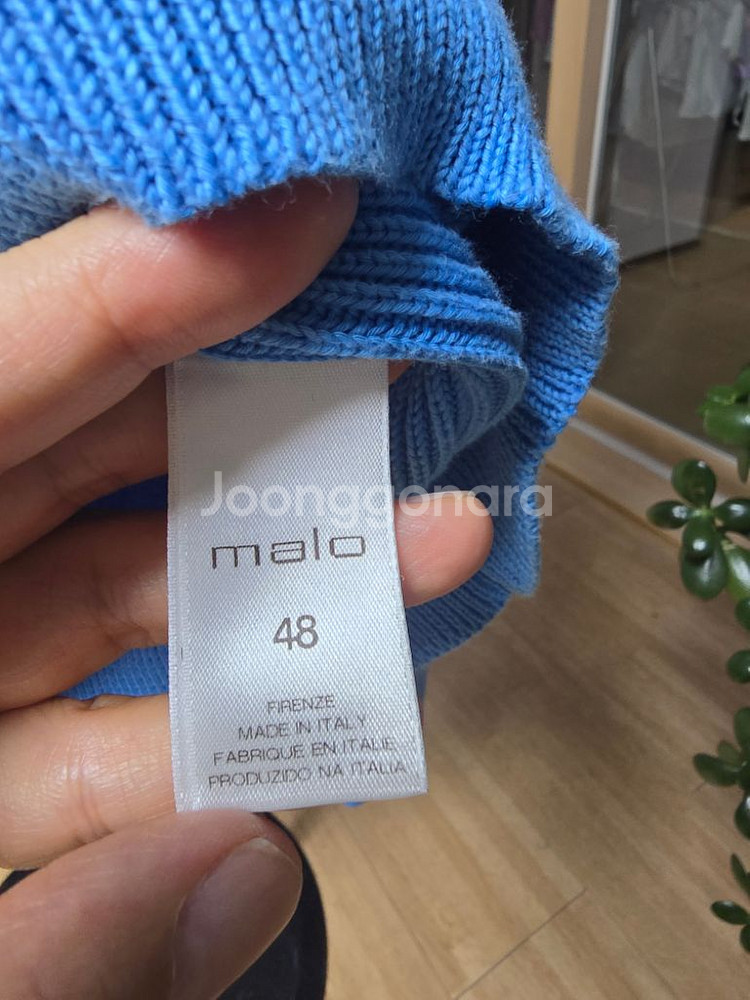 Joonggonara
malo
48
FIRENZE
MADE IN ITALY
FABRIQUE EN ITALIE
PRODUZIDO NA ITALIA